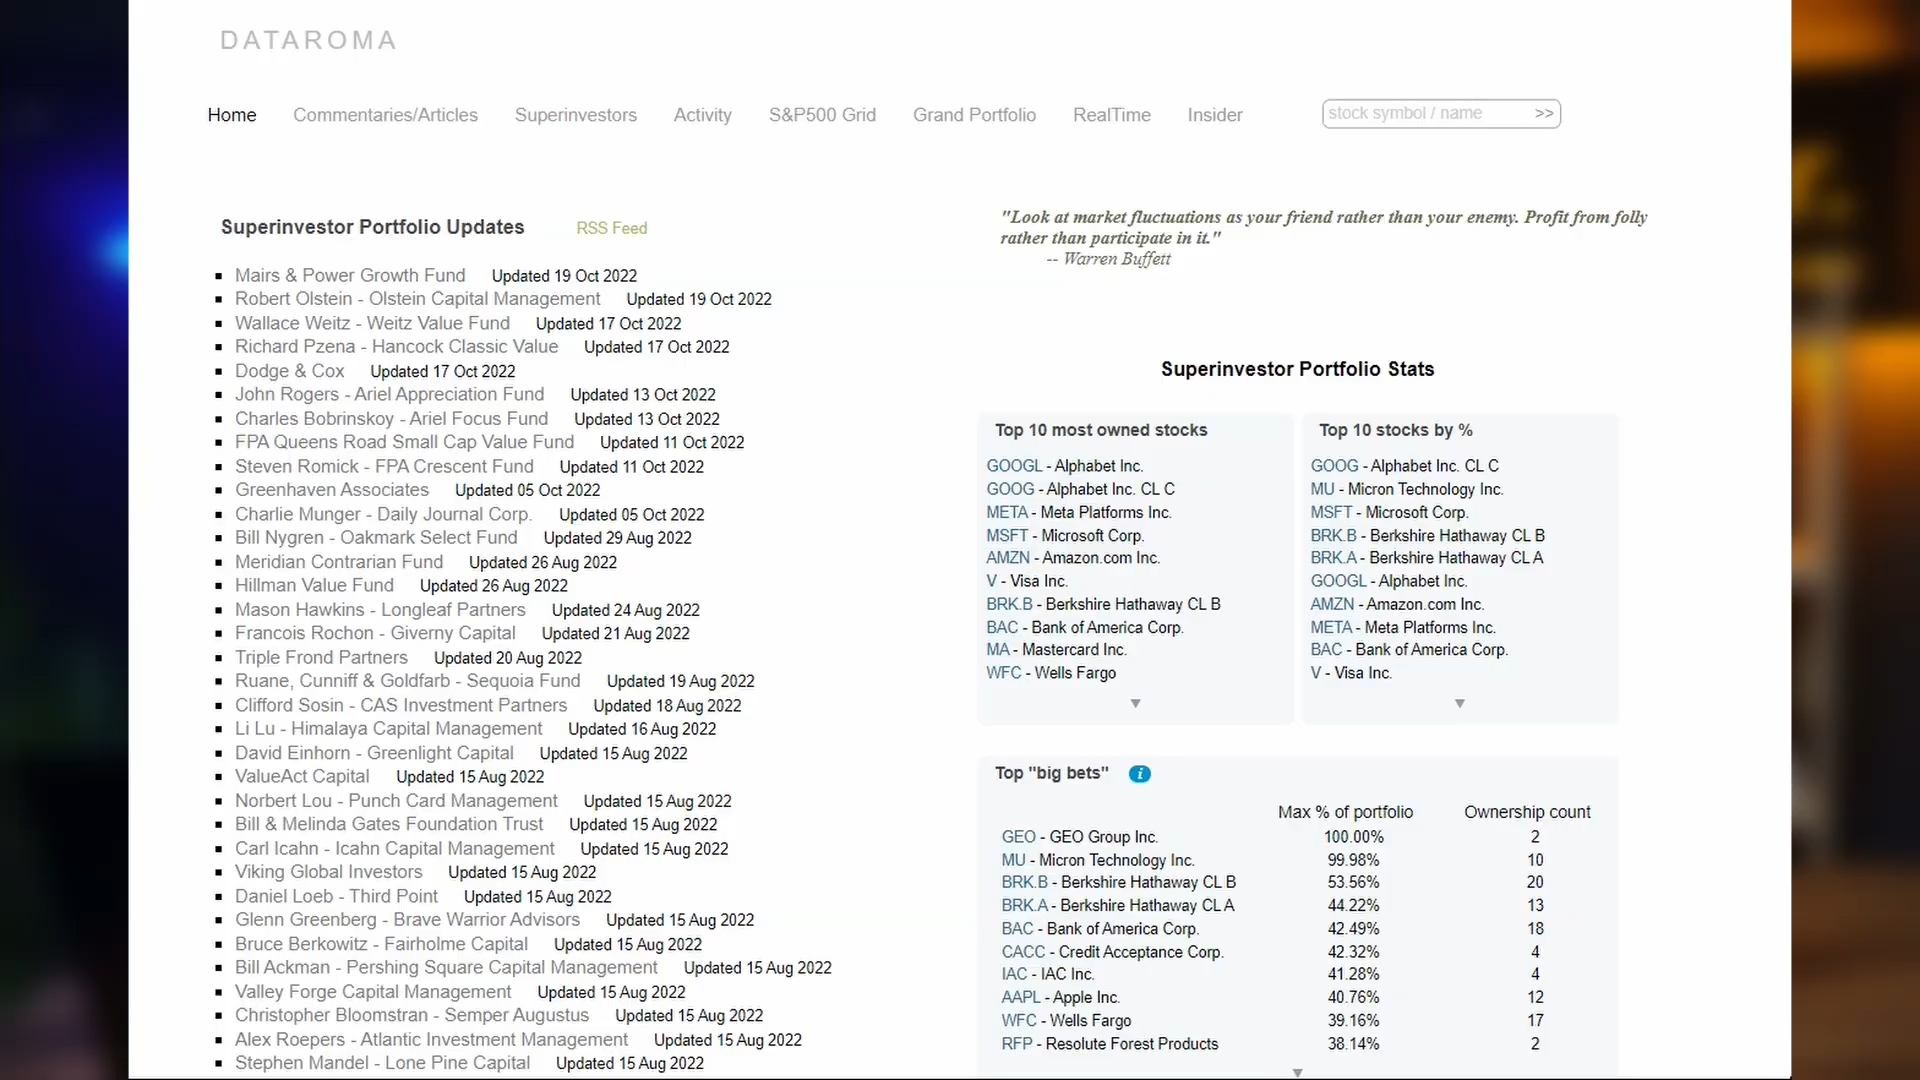 DATAROMA
Home Commentaries/Articles Superinvestors Activity S&P500 Grid Grand Portfolio RealTime Insider stock symbol / name >>
Superinvestor Portfolio Updates RSS Feed
Mairs & Power Growth Fund Updated 19 Oct 2022
Robert Olstein - Olstein Capital Management Updated 19 Oct 2022
Wallace Weitz - Weitz Value Fund Updated 17 Oct 2022
Richard Pzena - Hancock Classic Value Updated 17 Oct 2022
Dodge & Cox Updated 17 Oct 2022
John Rogers - Ariel Appreciation Fund Updated 13 Oct 2022
Charles Bobrinskoy - Ariel Focus Fund Updated 13 Oct 2022
FPA Queens Road Small Cap Value Fund Updated 11 Oct 2022
Steven Romick - FPA Crescent Fund Updated 11 Oct 2022
Greenhaven Associates Updated 05 Oct 2022
Charlie Munger - Daily Journal Corp. Updated 05 Oct 2022
Bill Nygren - Oakmark Select Fund Updated 29 Aug 2022
Meridian Contrarian Fund Updated 26 Aug 2022
Hillman Value Fund Updated 26 Aug 2022
Mason Hawkins - Longleaf Partners Updated 24 Aug 2022
Francois Rochon - Giverny Capital Updated 21 Aug 2022
Triple Frond Partners Updated 20 Aug 2022
Ruane, Cunniff & Goldfarb - Sequoia Fund Updated 19 Aug 2022
Clifford Sosin - CAS Investment Partners Updated 18 Aug 2022
Li Lu - Himalaya Capital Management Updated 16 Aug 2022
David Einhorn - Greenlight Capital Updated 15 Aug 2022
ValueAct Capital Updated 15 Aug 2022
Norbert Lou - Punch Card Management Updated 15 Aug 2022
Bill & Melinda Gates Foundation Trust Updated 15 Aug 2022
Carl Icahn - Icahn Capital Management Updated 15 Aug 2022
Viking Global Investors Updated 15 Aug 2022
Daniel Loeb - Third Point Updated 15 Aug 2022
Glenn Greenberg - Brave Warrior Advisors Updated 15 Aug 2022
Bruce Berkowitz - Fairholme Capital Updated 15 Aug 2022
Bill Ackman - Pershing Square Capital Management Updated 15 Aug 2022
Valley Forge Capital Management Updated 15 Aug 2022
Christopher Bloomstran - Semper Augustus Updated 15 Aug 2022
Alex Roepers - Atlantic Investment Management Updated 15 Aug 2022
Stephen Mandel - Lone Pine Capital Updated 15 Aug 2022
"Look at market fluctuations as your friend rather than your enemy. Profit from folly
rather than participate in it."
-- Warren Buffett
Superinvestor Portfolio Stats
Top 10 most owned stocks
GOOGL - Alphabet Inc.
GOOG - Alphabet Inc. CL C
META - Meta Platforms Inc.
MSFT - Microsoft Corp.
AMZN - Amazon.com Inc.
V - Visa Inc.
BRK.B - Berkshire Hathaway CL B
BAC - Bank of America Corp.
MA - Mastercard Inc.
WFC - Wells Fargo
Top 10 stocks by %
GOOG - Alphabet Inc. CL C
MU - Micron Technology Inc.
MSFT - Microsoft Corp.
BRK.B - Berkshire Hathaway CL B
BRK.A - Berkshire Hathaway CL A
GOOGL - Alphabet Inc.
AMZN - Amazon.com Inc.
META - Meta Platforms Inc.
BAC - Bank of America Corp.
V - Visa Inc.
Top "big bets" i
Max % of portfolio Ownership count
GEO - GEO Group Inc. 100.00% 2
MU - Micron Technology Inc. 99.98% 10
BRK.B - Berkshire Hathaway CL B 53.56% 20
BRK.A - Berkshire Hathaway CL A 44.22% 13
BAC - Bank of America Corp. 42.49% 18
CACC - Credit Acceptance Corp. 42.32% 4
IAC - IAC Inc. 41.28% 4
AAPL - Apple Inc. 40.76% 12
WFC - Wells Fargo 39.16% 17
RFP - Resolute Forest Products 38.14% 2